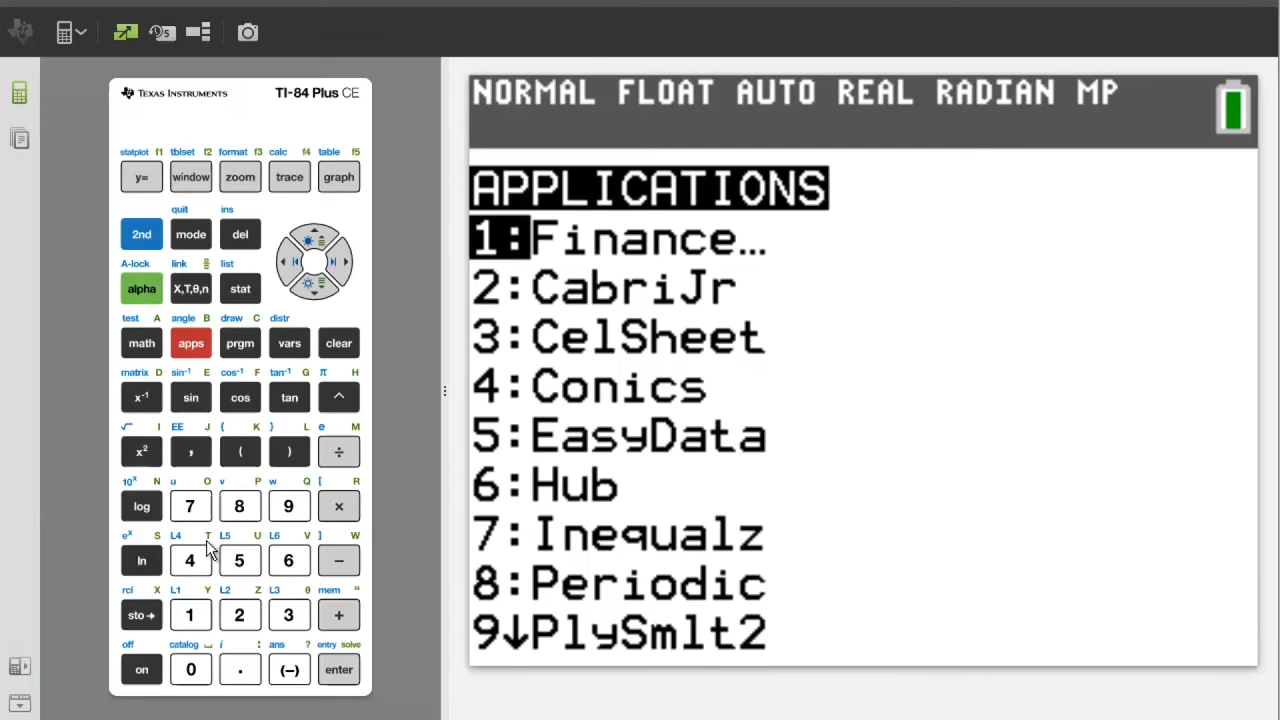 TEXAS INSTRUMENTS TI-84 Plus CE
statplot f1 tblset f2 format f3 calc f4 table f5
y= window zoom trace graph
quit ins
2nd mode del
A-lock link list
alpha X,T,θ,n stat
test A angle B draw C distr
math apps prgm vars clear
matrix D sin-1 E cos-1 F tan-1 G π H
x-1 sin cos tan ^
√ I EE J { K } L e M
x2 , ( ) ÷
10x N u O v P w Q [ R
log 7 8 9 ×
ex S L4 T L5 U L6 V ] W
ln 4 5 6 −
rcl X L1 Y L2 Z L3 θ mem "
sto→ 1 2 3 +
off catalog i : ans ? entry solve
on 0 . (−) enter
NORMAL FLOAT AUTO REAL RADIAN MP
APPLICATIONS
1:Finance…
2:CabriJr
3:CelSheet
4:Conics
5:EasyData
6:Hub
7:Inequalz
8:Periodic
9↓PlySmlt2